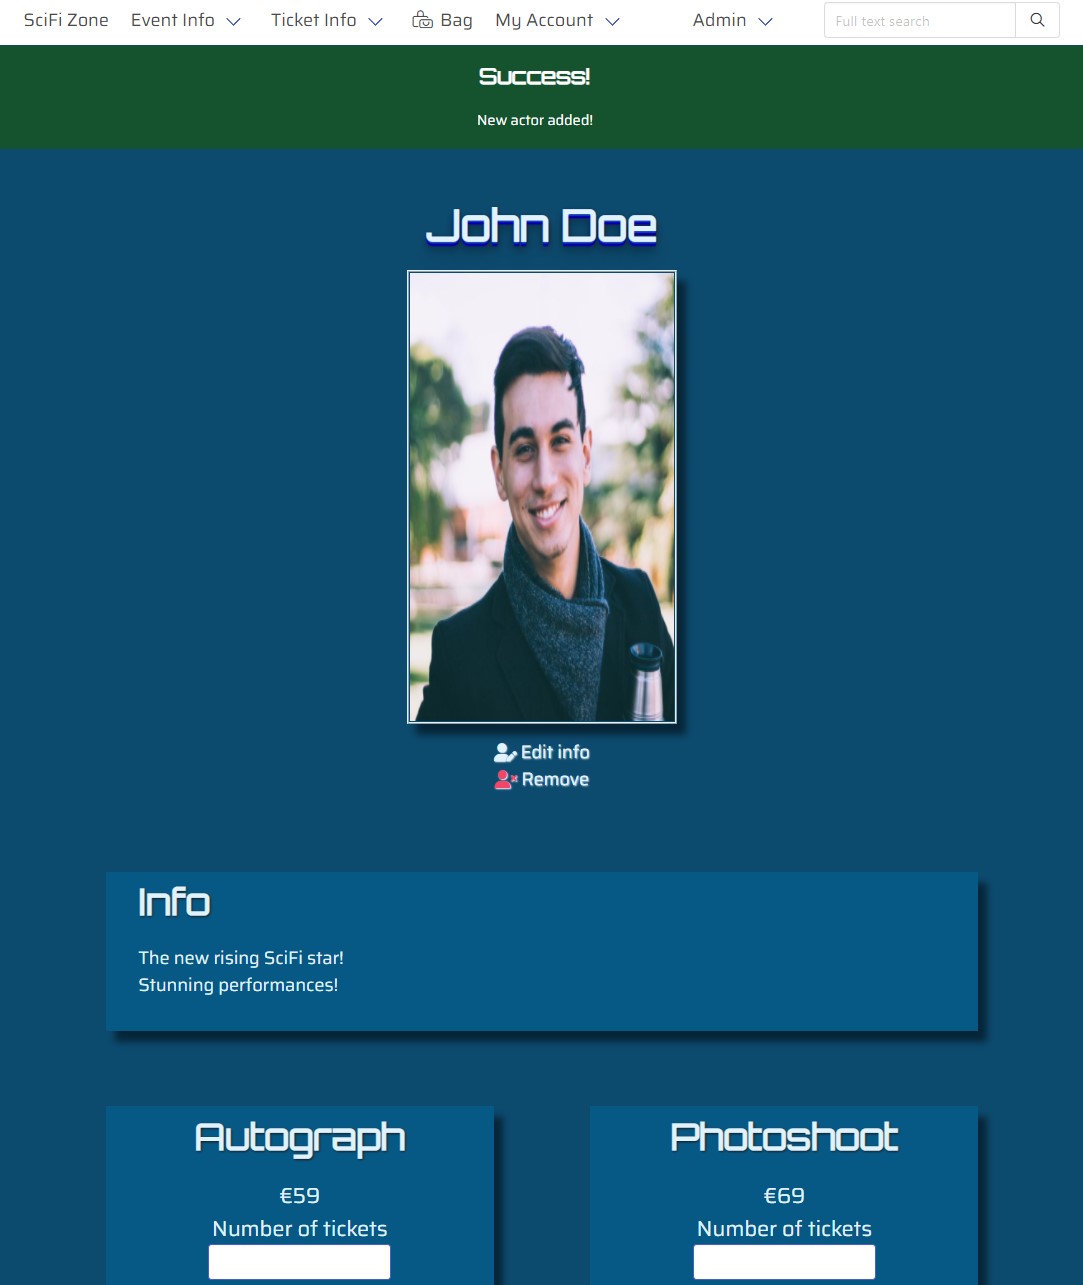 SciFi Zone Event Info Ticket Info Bag My Account Admin Full text search
Success!
New actor added!
John Doe
Edit info
Remove
Info
The new rising SciFi star!
Stunning performances!
Autograph
€59
Number of tickets
Photoshoot
€69
Number of tickets